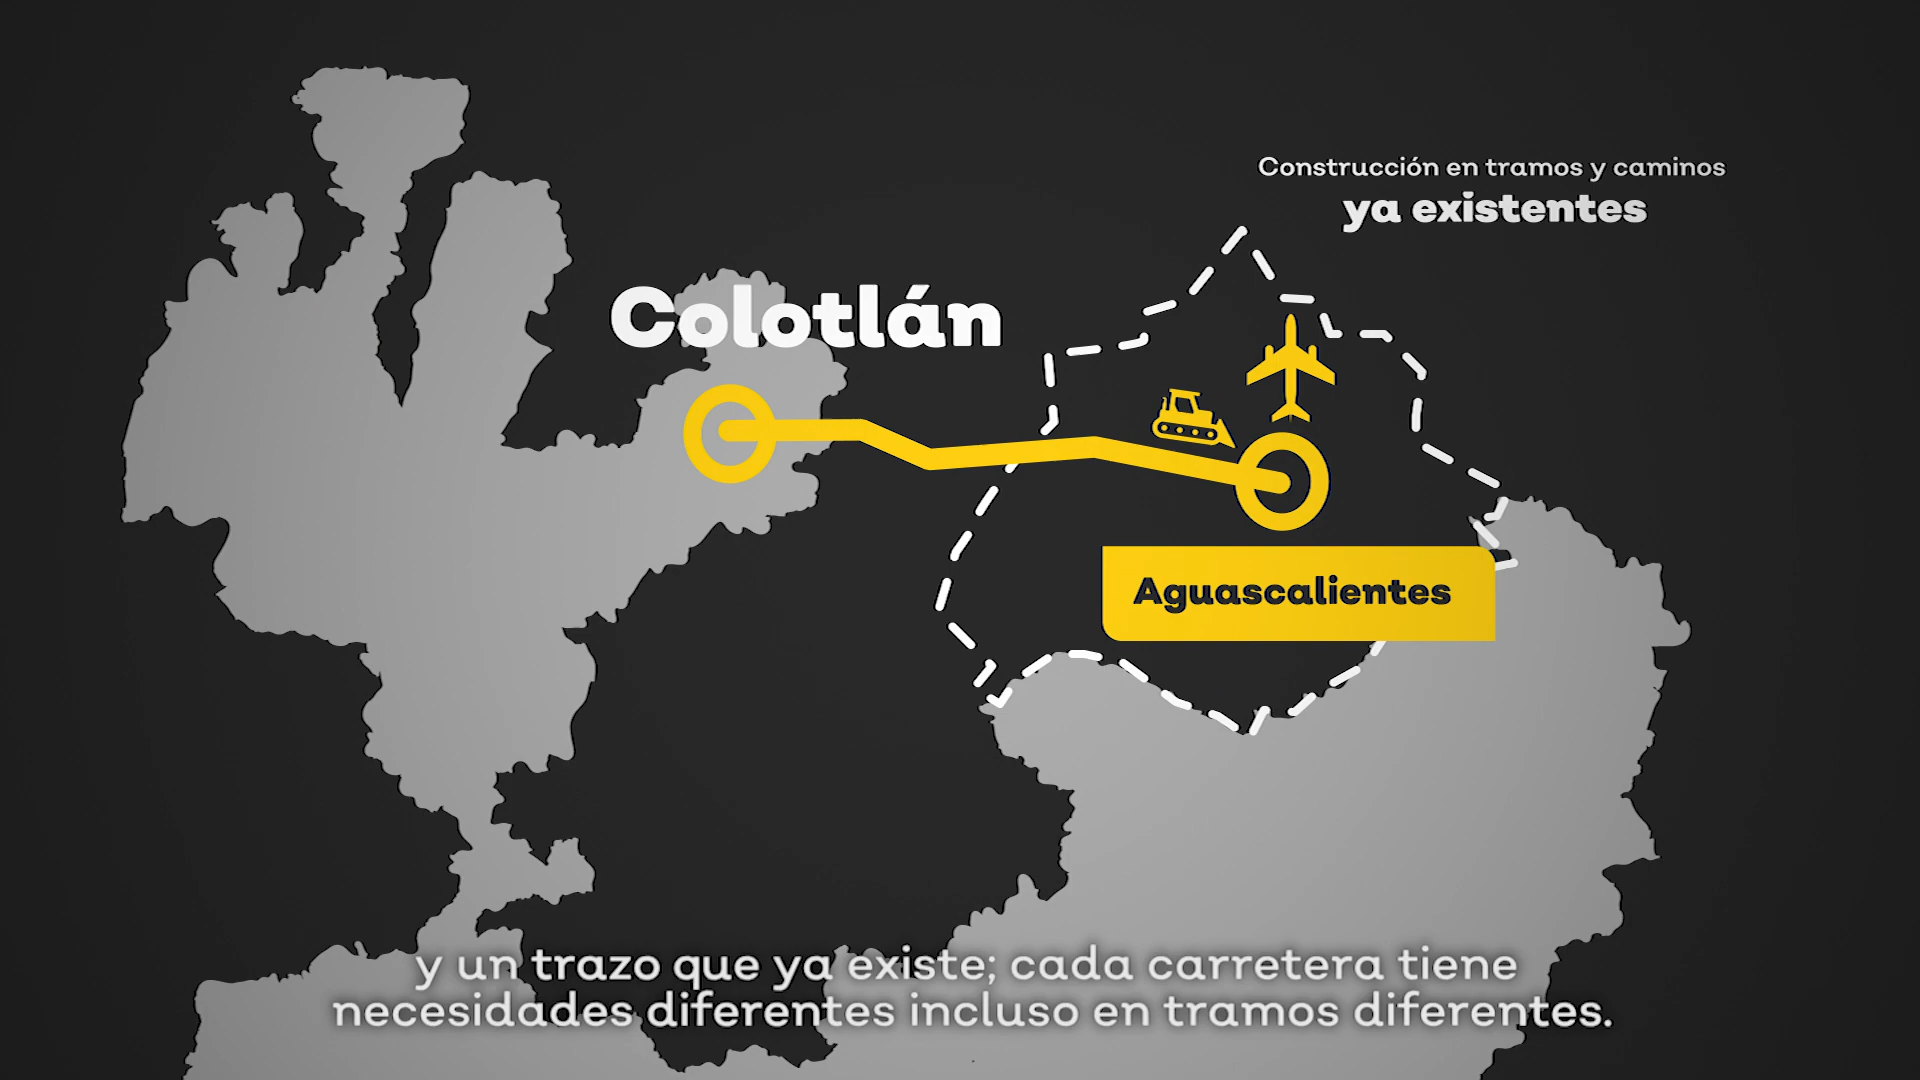 Construcción en tramos y caminos
ya existentes
Colotlán
Aguascalientes
y un trazo que ya existe; cada carretera tiene
necesidades diferentes incluso en tramos diferentes.